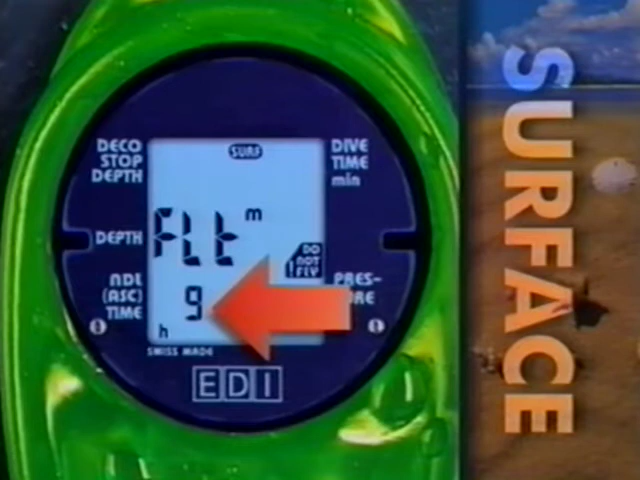 SURF
DECO
STOP
DEPTH
DIVE
TIME
min
DEPTH
FLt m
DO
NOT
! FLY
NDL
(ASC)
TIME
9
h
PRES-
RE
SWISS MADE
EDI
SURFACE